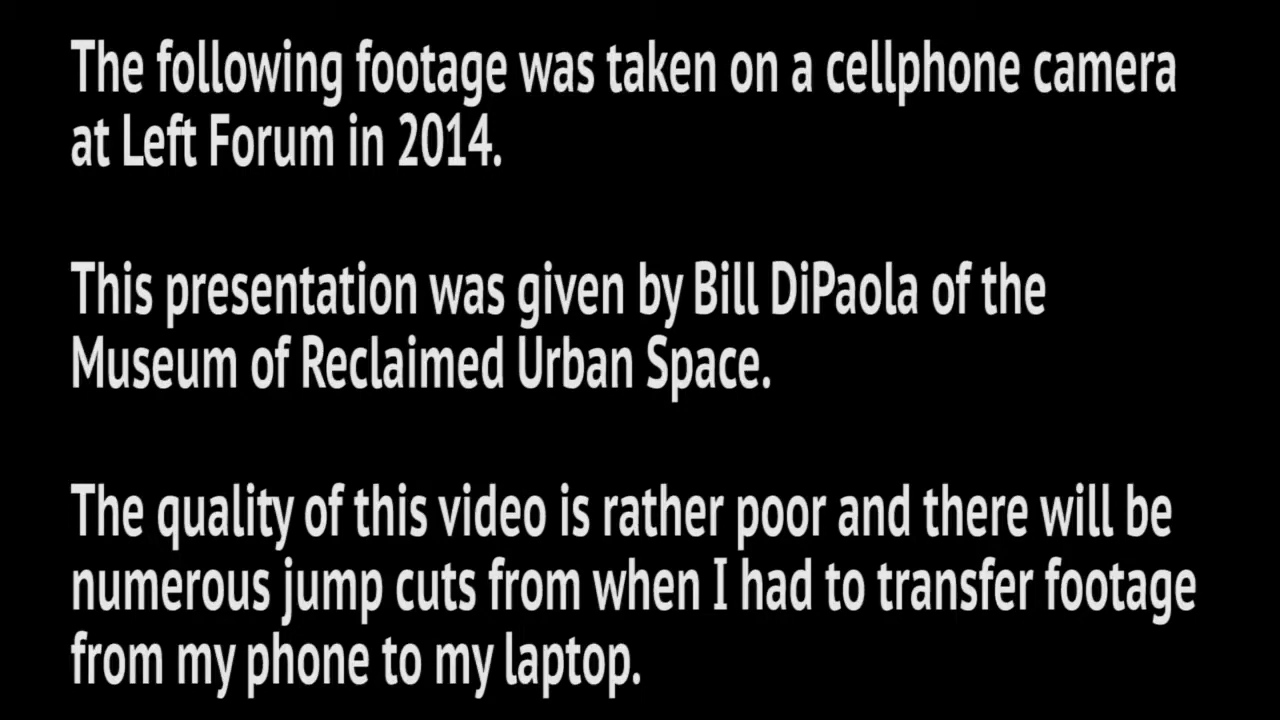 The following footage was taken on a cellphone camera
at Left Forum in 2014.
This presentation was given by Bill DiPaola of the
Museum of Reclaimed Urban Space.
The quality of this video is rather poor and there will be
numerous jump cuts from when I had to transfer footage
from my phone to my laptop.